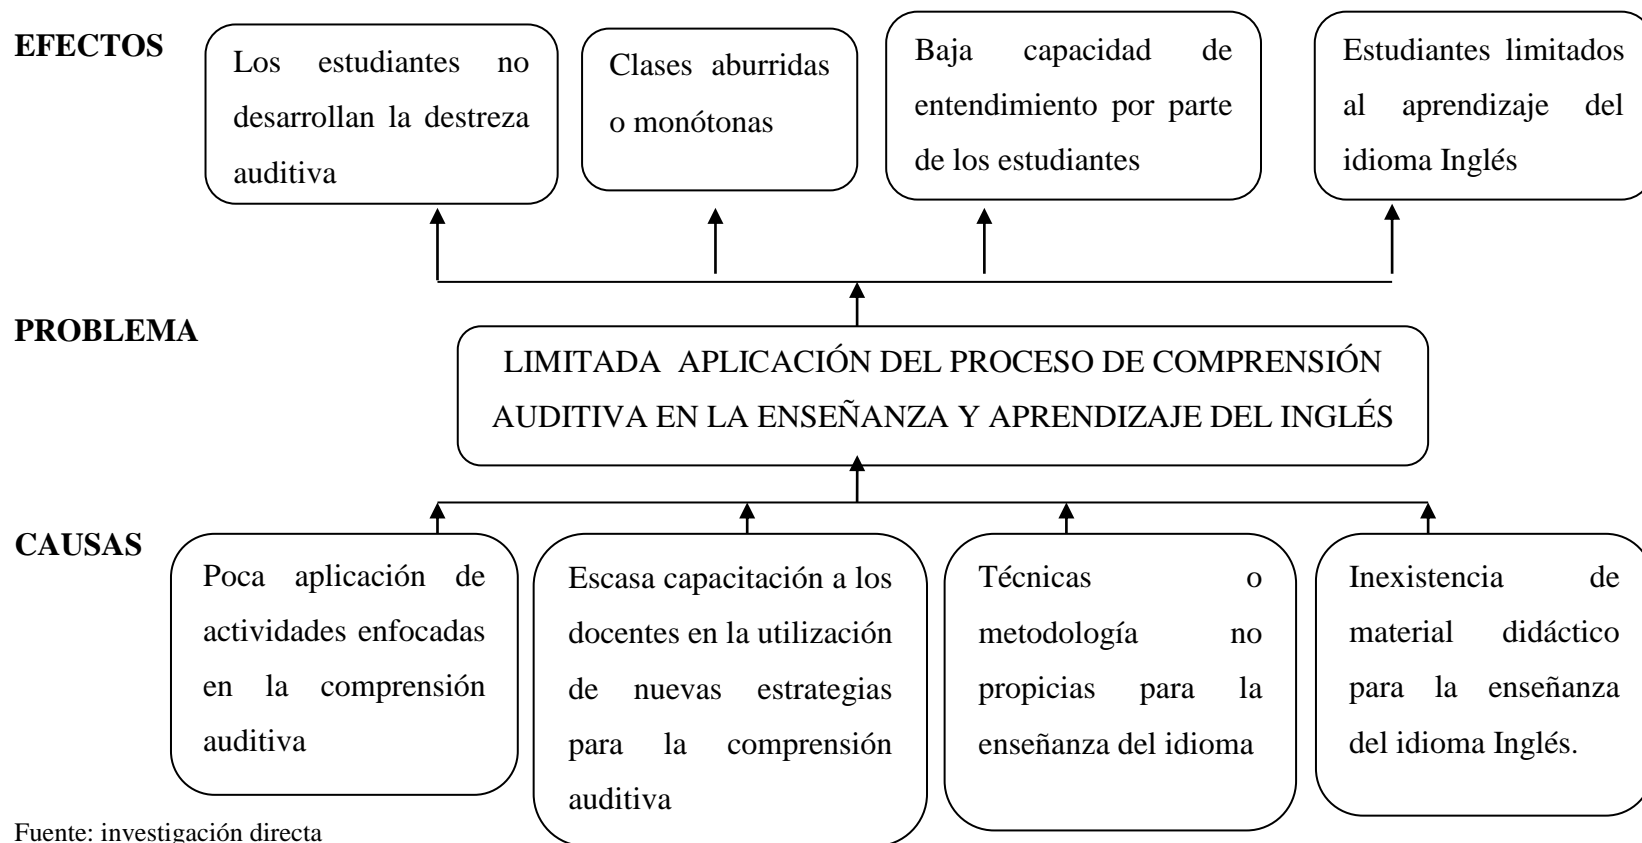 EFECTOS
Los estudiantes no
desarrollan la destreza
auditiva
Clases aburridas
o monótonas
Baja capacidad de
entendimiento por parte
de los estudiantes
Estudiantes limitados
al aprendizaje del
idioma Inglés
PROBLEMA
LIMITADA APLICACIÓN DEL PROCESO DE COMPRENSIÓN
AUDITIVA EN LA ENSEÑANZA Y APRENDIZAJE DEL INGLÉS
CAUSAS
Poca aplicación de
actividades enfocadas
en la comprensión
auditiva
Escasa capacitación a los
docentes en la utilización
de nuevas estrategias
para la comprensión
auditiva
Técnicas o
metodología no
propicias para la
enseñanza del idioma
Inexistencia de
material didáctico
para la enseñanza
del idioma Inglés.
Fuente: investigación directa